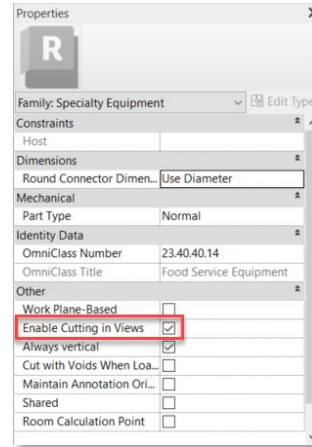 Properties
R
Family: Specialty Equipment Edit Type
Constraints
Host
Dimensions
Round Connector Dimen... Use Diameter
Mechanical
Part Type Normal
Identity Data
OmniClass Number 23.40.40.14
OmniClass Title Food Service Equipment
Other
Work Plane-Based
Enable Cutting in Views
Always vertical
Cut with Voids When Loa...
Maintain Annotation Ori...
Shared
Room Calculation Point